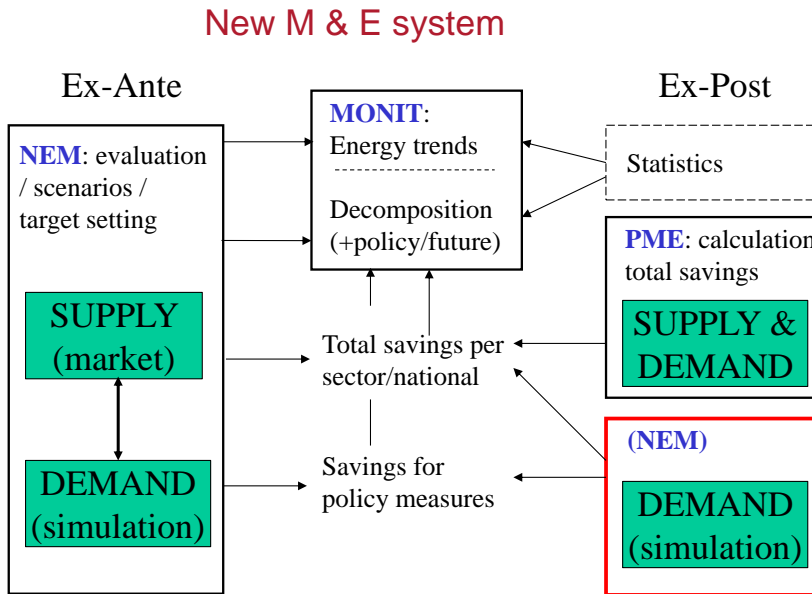 New M & E system
Ex-Ante
NEM: evaluation
/ scenarios /
target setting
SUPPLY
(market)
DEMAND
(simulation)
MONIT:
Energy trends
Decomposition
(+policy/future)
Total savings per
sector/national
Savings for
policy measures
Ex-Post
Statistics
PME: calculation
total savings
SUPPLY &
DEMAND
(NEM)
DEMAND
(simulation)